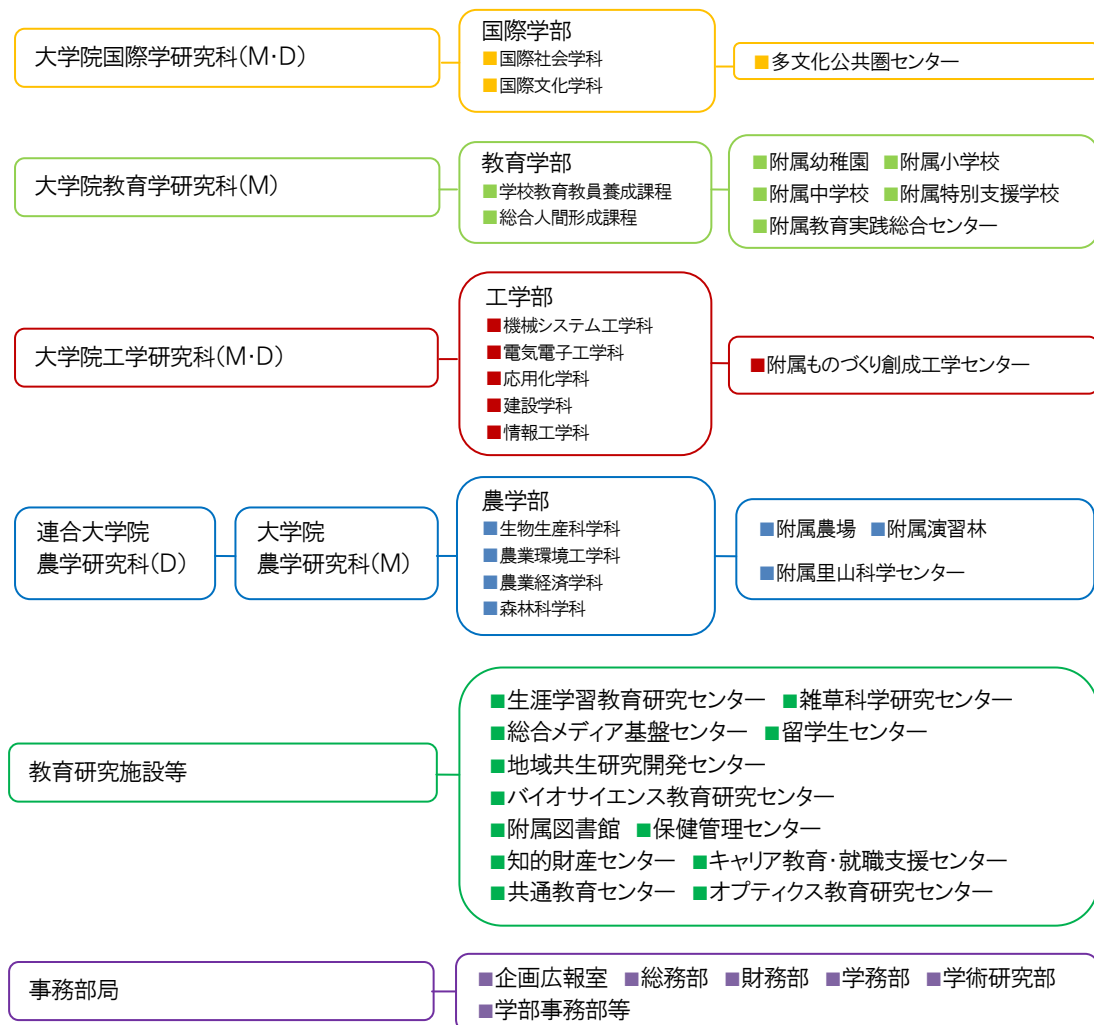 大学院国際学研究科(M・D)
国際学部
■国際社会学科
■国際文化学科
■多文化公共圏センター
大学院教育学研究科(M)
教育学部
■学校教育教員養成課程
■総合人間形成課程
■附属幼稚園 ■附属小学校
■附属中学校 ■附属特別支援学校
■附属教育実践総合センター
大学院工学研究科(M・D)
工学部
■機械システム工学科
■電気電子工学科
■応用化学科
■建設学科
■情報工学科
■附属ものづくり創成工学センター
連合大学院
農学研究科(D)
大学院
農学研究科(M)
農学部
■生物生産科学科
■農業環境工学科
■農業経済学科
■森林科学科
■附属農場 ■附属演習林
■附属里山科学センター
教育研究施設等
■生涯学習教育研究センター ■雑草科学研究センター
■総合メディア基盤センター ■留学生センター
■地域共生研究開発センター
■バイオサイエンス教育研究センター
■附属図書館 ■保健管理センター
■知的財産センター ■キャリア教育・就職支援センター
■共通教育センター ■オプティクス教育研究センター
事務部局
■企画広報室 ■総務部 ■財務部 ■学務部 ■学術研究部
■学部事務部等